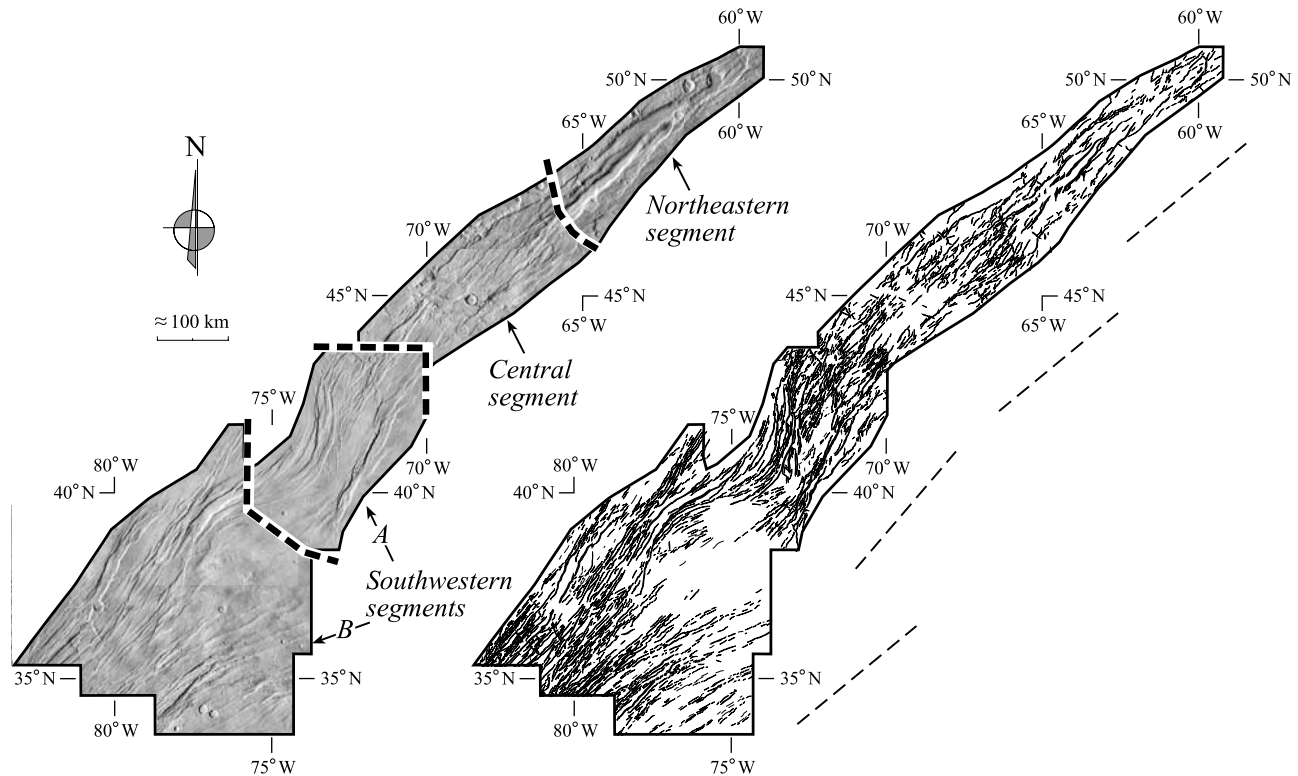 60°W
60°W
50°N
50°N
50°N
50°N
65°W
60°W
65°W
60°W
N
Northeastern
segment
70°W
70°W
45°N
45°N
45°N
45°N
≈ 100 km
65°W
65°W
Central
segment
75°W
75°W
80°W
70°W
80°W
70°W
40°N
40°N
40°N
40°N
A
Southwestern
segments
B
35°N
35°N
35°N
35°N
80°W
80°W
75°W
75°W